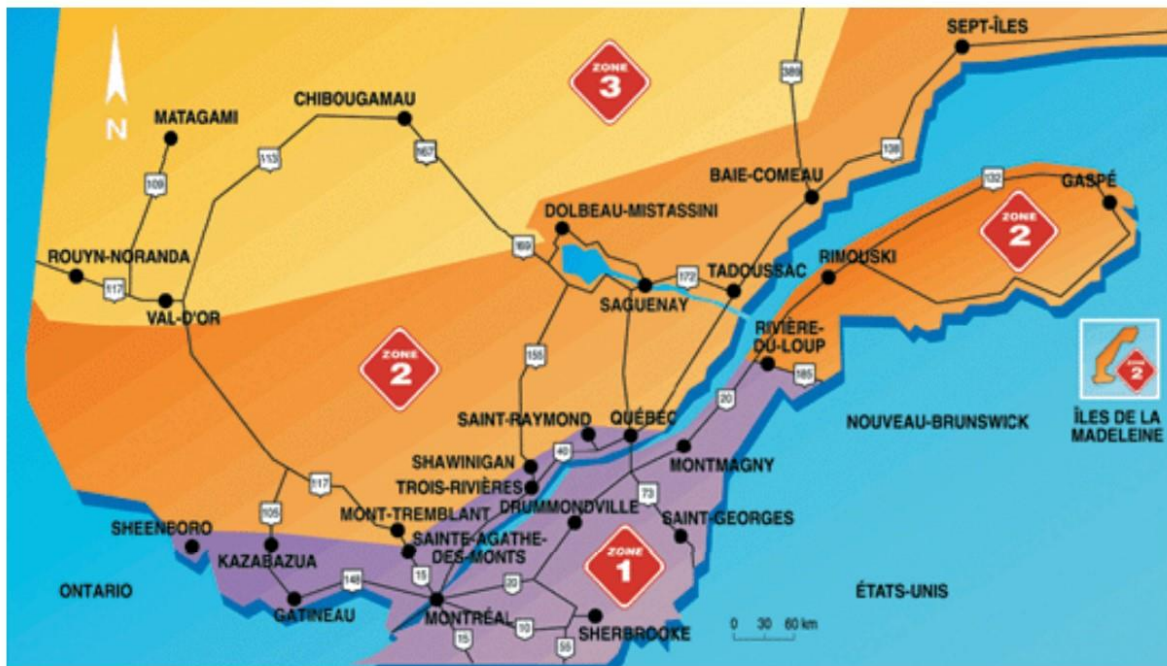 SEPT-ÎLES
ZONE
3
389
CHIBOUGAMAU
MATAGAMI
N
113
167
138
109
BAIE-COMEAU
132
GASPÉ
DOLBEAU-MISTASSINI
ZONE
2
ROUYN-NORANDA
169
RIMOUSKI
117
172
TADOUSSAC
SAGUENAY
VAL-D'OR
RIVIÈRE-
DU-LOUP
155
ZONE
2
185
ZONE
2
20
SAINT-RAYMOND
QUÉBEC
NOUVEAU-BRUNSWICK
ÎLES DE LA
MADELEINE
40
SHAWINIGAN
MONTMAGNY
117
TROIS-RIVIÈRES
73
DRUMMONDVILLE
105
MONT-TREMBLANT
SAINT-GEORGES
SHEENBORO
SAINTE-AGATHE-
DES-MONTS
KAZABAZUA
ZONE
1
15
148
20
ONTARIO
ÉTATS-UNIS
GATINEAU
MONTRÉAL
10
SHERBROOKE
15
55
0 30 60 km